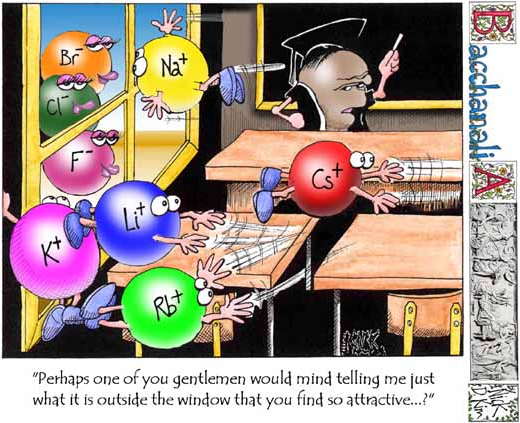 Br⁻
Na⁺
Cl⁻
F⁻
Cs⁺
Li⁺
K⁺
Rb⁺
BacchanaliA
"Perhaps one of you gentlemen would mind telling me just
what it is outside the window that you find so attractive...?"